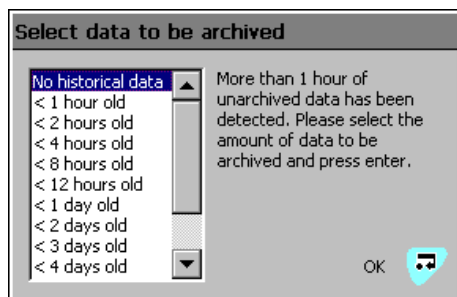 Select data to be archived
No historical data
< 1 hour old
< 2 hours old
< 4 hours old
< 8 hours old
< 12 hours old
< 1 day old
< 2 days old
< 3 days old
< 4 days old
More than 1 hour of
unarchived data has been
detected. Please select the
amount of data to be
archived and press enter.
OK